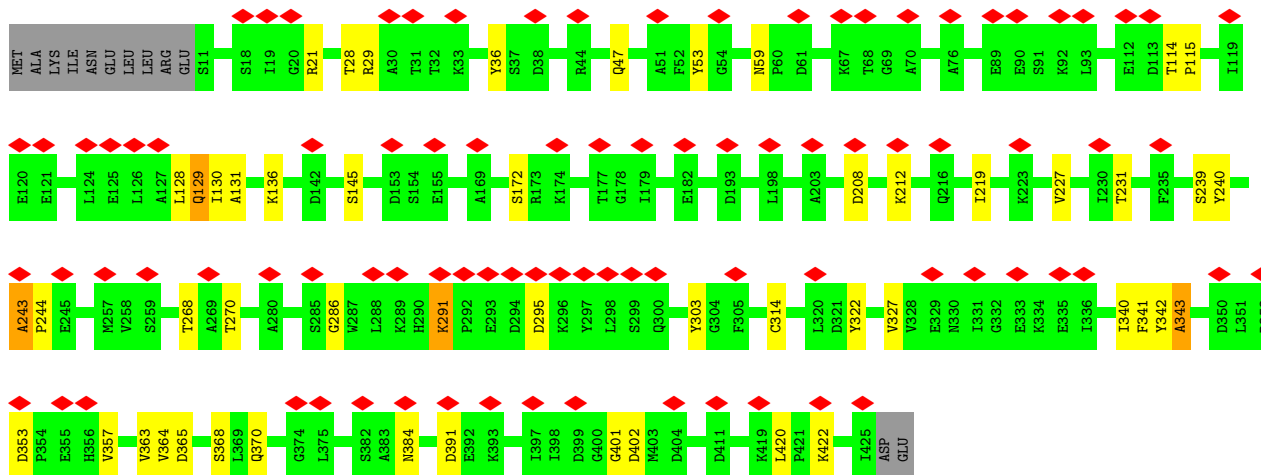 MET ALA LYS ILE ASN GLU LEU LEU ARG GLU S11 S18 I19 G20 R21 T28 R29 A30 T31 T32 K33 Y36 S37 D38 R44 Q47 A51 F52 Y53 G54 N59 P60 D61 K67 T68 G69 A70 A76 E89 E90 S91 K92 L93 E112 D113 T114 P115 I119
E120 E121 L124 E125 L126 A127 L128 Q129 I130 A131 K136 D142 S145 D153 S154 E155 A169 S172 R173 K174 T177 G178 I179 E182 D193 L198 A203 D208 K212 Q216 I219 K223 V227 I230 T231 F235 S239 Y240
A243 P244 E245 M257 V258 S259 T268 A269 T270 A280 S285 G286 W287 L288 K289 H290 K291 P292 E293 D294 D295 K296 Y297 L298 S299 Q300 Y303 G304 F305 C314 L320 D321 Y322 V327 V328 E329 N330 I331 G332 E333 K334 E335 I336 I340 F341 Y342 A343 D350 L351
D353 P354 E355 H356 V357 V363 V364 D365 S368 L369 Q370 G374 L375 S382 A383 N384 D391 E392 K393 I397 I398 D399 G400 G401 D402 M403 D404 D411 K419 L420 P421 K422 I425 ASP GLU